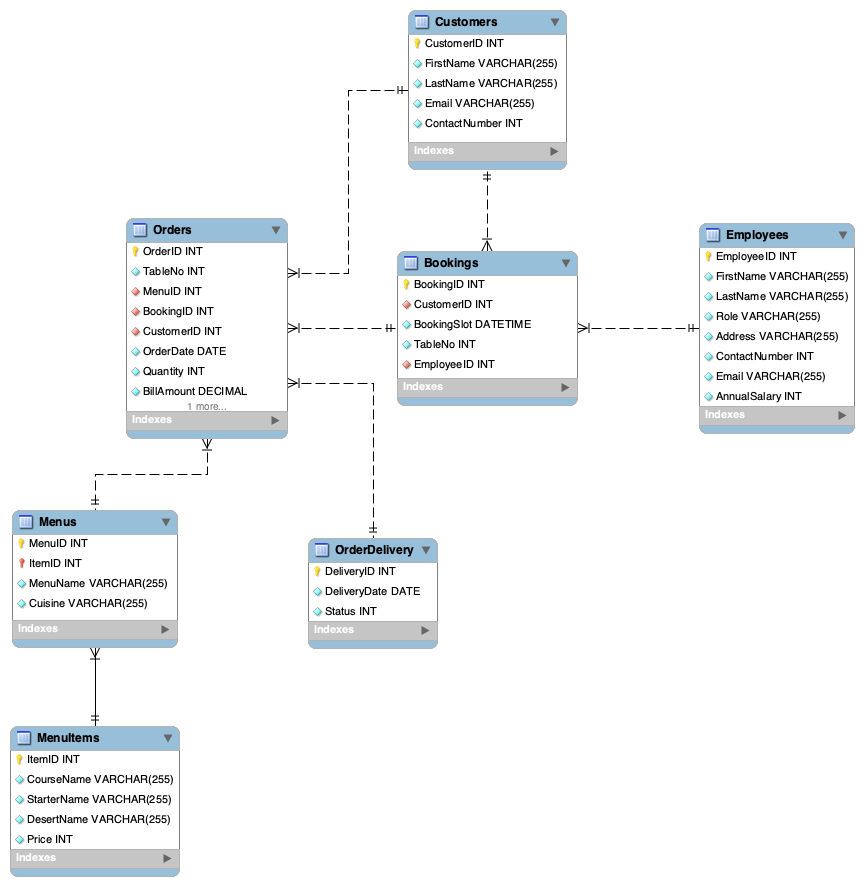 Customers
CustomerID INT
FirstName VARCHAR(255)
LastName VARCHAR(255)
Email VARCHAR(255)
ContactNumber INT
Indexes
Orders
OrderID INT
TableNo INT
MenuID INT
BookingID INT
CustomerID INT
OrderDate DATE
Quantity INT
BillAmount DECIMAL
1 more...
Indexes
Bookings
BookingID INT
CustomerID INT
BookingSlot DATETIME
TableNo INT
EmployeeID INT
Indexes
Employees
EmployeeID INT
FirstName VARCHAR(255)
LastName VARCHAR(255)
Role VARCHAR(255)
Address VARCHAR(255)
ContactNumber INT
Email VARCHAR(255)
AnnualSalary INT
Indexes
Menus
MenuID INT
ItemID INT
MenuName VARCHAR(255)
Cuisine VARCHAR(255)
Indexes
OrderDelivery
DeliveryID INT
DeliveryDate DATE
Status INT
Indexes
MenuItems
ItemID INT
CourseName VARCHAR(255)
StarterName VARCHAR(255)
DesertName VARCHAR(255)
Price INT
Indexes